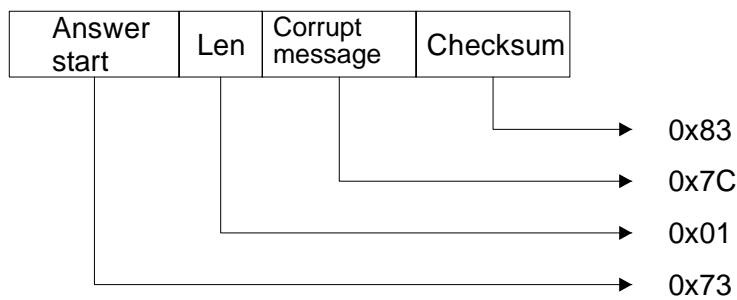 Answer
start
Len
Corrupt
message
Checksum
0x83
0x7C
0x01
0x73